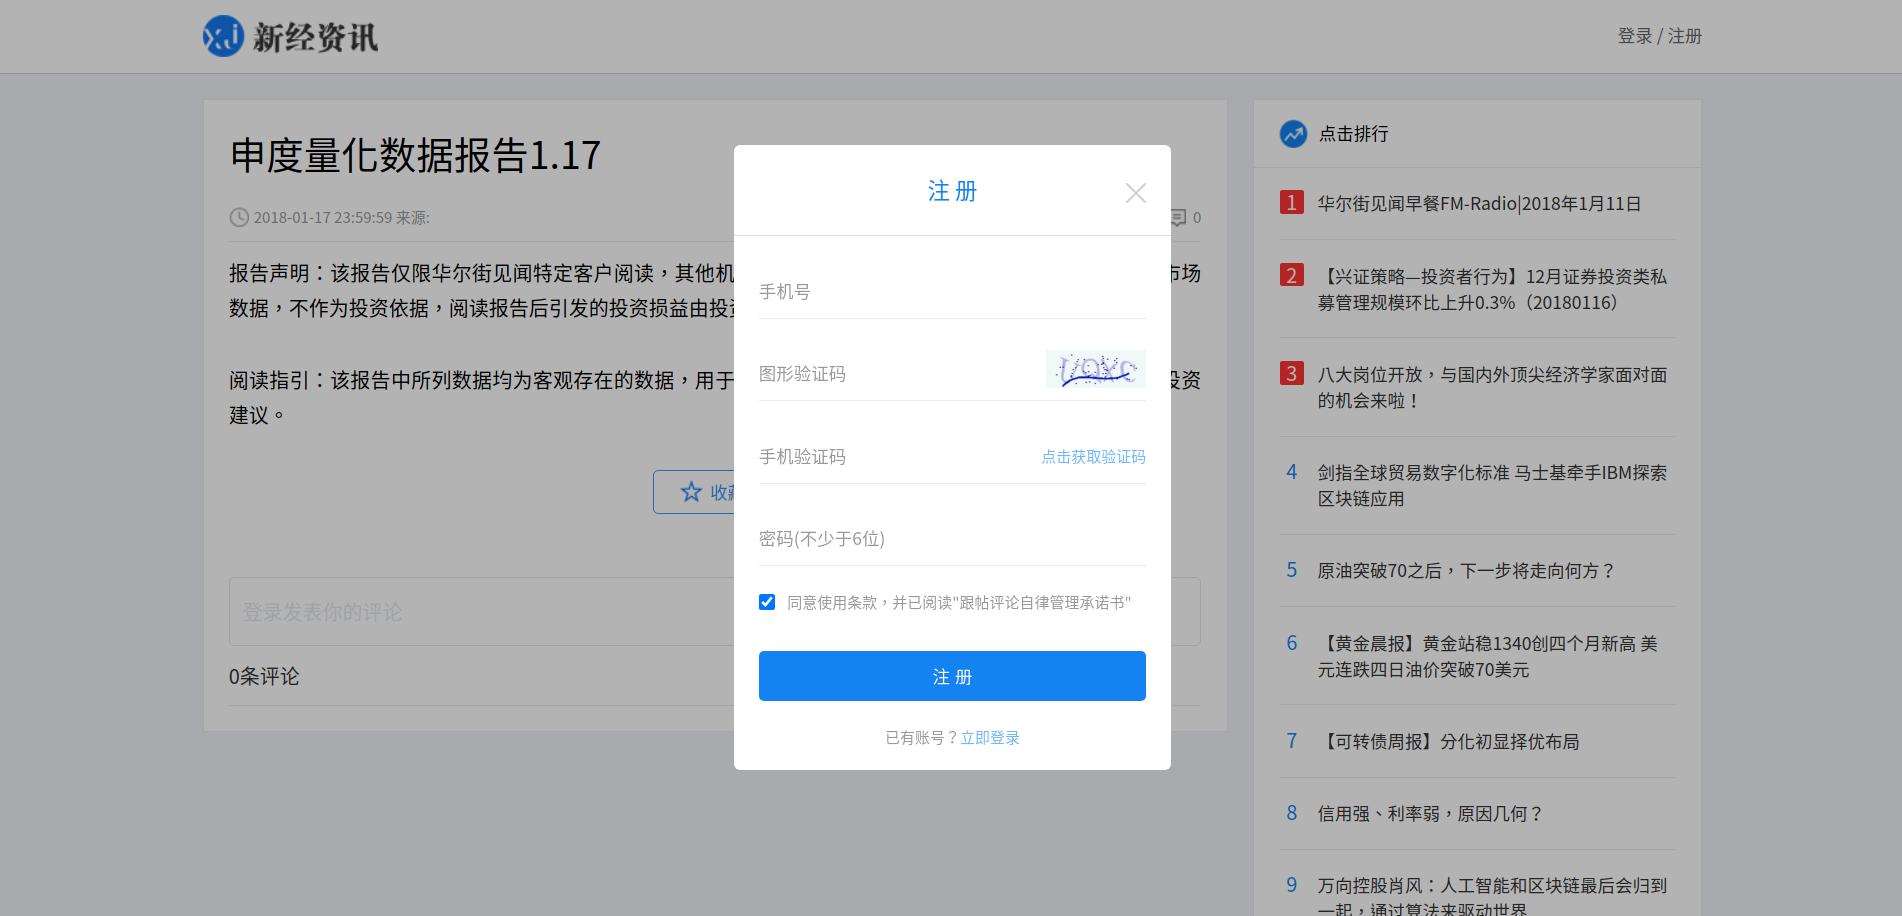 新经资讯
登录 / 注册
申度量化数据报告1.17
2018-01-17 23:59:59 来源:
0
报告声明：该报告仅限华尔街见闻特定客户阅读，其他机
市场
数据，不作为投资依据，阅读报告后引发的投资损益由投资
阅读指引：该报告中所列数据均为客观存在的数据，用于
投资
建议。
收藏
登录发表你的评论
0条评论
注 册
手机号
图形验证码
手机验证码
点击获取验证码
密码(不少于6位)
同意使用条款，并已阅读"跟帖评论自律管理承诺书"
注 册
已有账号？立即登录
点击排行
1 华尔街见闻早餐FM-Radio|2018年1月11日
2 【兴证策略—投资者行为】12月证券投资类私
募管理规模环比上升0.3%（20180116）
3 八大岗位开放，与国内外顶尖经济学家面对面
的机会来啦！
4 剑指全球贸易数字化标准 马士基牵手IBM探索
区块链应用
5 原油突破70之后，下一步将走向何方？
6 【黄金晨报】黄金站稳1340创四个月新高 美
元连跌四日油价突破70美元
7 【可转债周报】分化初显择优布局
8 信用强、利率弱，原因几何？
9 万向控股肖风：人工智能和区块链最后会归到
一起，通过算法来驱动世界